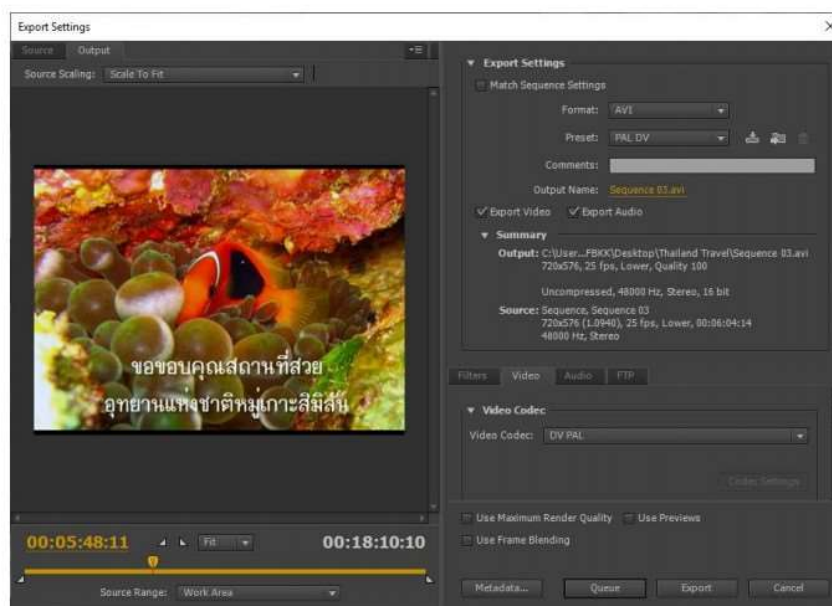 Export Settings
Source Output
Source Scaling: Scale To Fit
ขอขอบคุณสถานที่สวย
อุทยานแห่งชาติหมู่เกาะสิมิลัน
00:05:48:11 Fit 00:18:10:10
Source Range: Work Area
Export Settings
Match Sequence Settings
Format: AVI
Preset: PAL DV
Comments:
Output Name: Sequence 03.avi
Export Video Export Audio
Summary
Output: C:\User...FBKK\Desktop\Thailand Travel\Sequence 03.avi
720x576, 25 fps, Lower, Quality 100
Uncompressed, 48000 Hz, Stereo, 16 bit
Source: Sequence, Sequence 03
720x576 (1.0940), 25 fps, Lower, 00:06:04:14
48000 Hz, Stereo
Filters Video Audio FTP
Video Codec
Video Codec: DV PAL
Codec Settings
Use Maximum Render Quality Use Previews
Use Frame Blending
Metadata... Queue Export Cancel